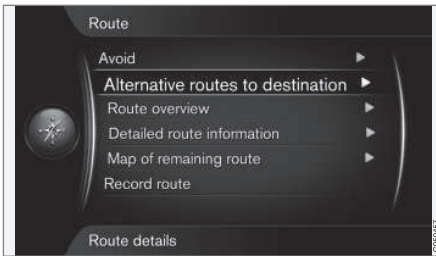 Route
Avoid
Alternative routes to destination
Route overview
Detailed route information
Map of remaining route
Record route
Route details